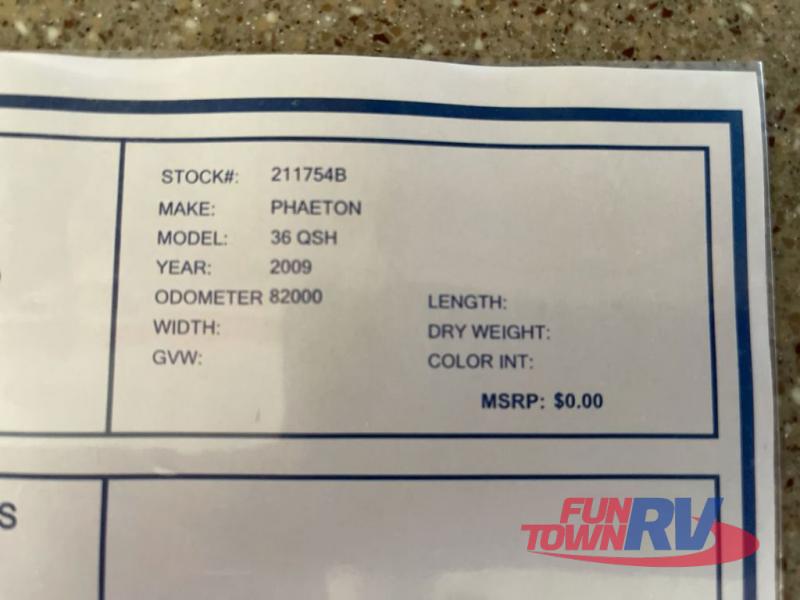 STOCK#: 211754B
MAKE: PHAETON
MODEL: 36 QSH
YEAR: 2009
ODOMETER 82000
WIDTH:
GVW:
LENGTH:
DRY WEIGHT:
COLOR INT:
MSRP: $0.00
S
FUN TOWN RV